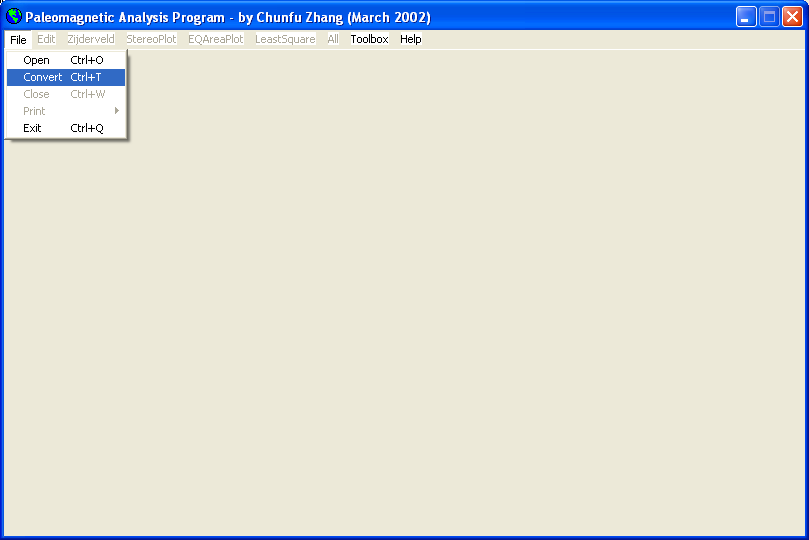 Paleomagnetic Analysis Program - by Chunfu Zhang (March 2002)
File Edit Zijderveld StereoPlot EQAreaPlot LeastSquare All Toolbox Help
Open Ctrl+O
Convert Ctrl+T
Close Ctrl+W
Print
Exit Ctrl+Q